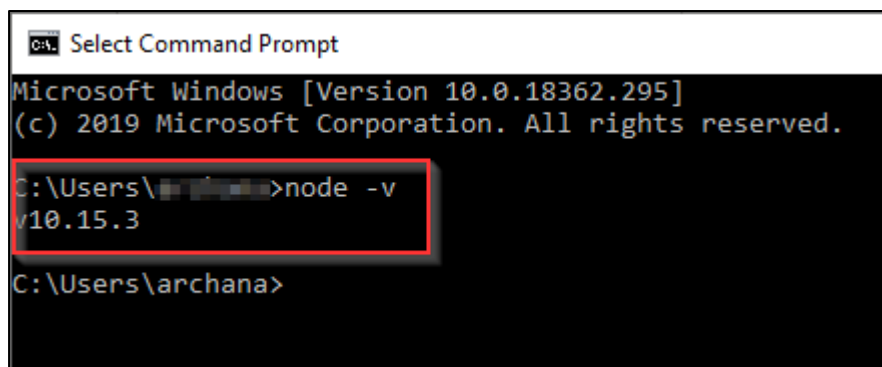 Select Command Prompt
Microsoft Windows [Version 10.0.18362.295]
(c) 2019 Microsoft Corporation. All rights reserved.
C:\Users\>node -v
v10.15.3
C:\Users\archana>